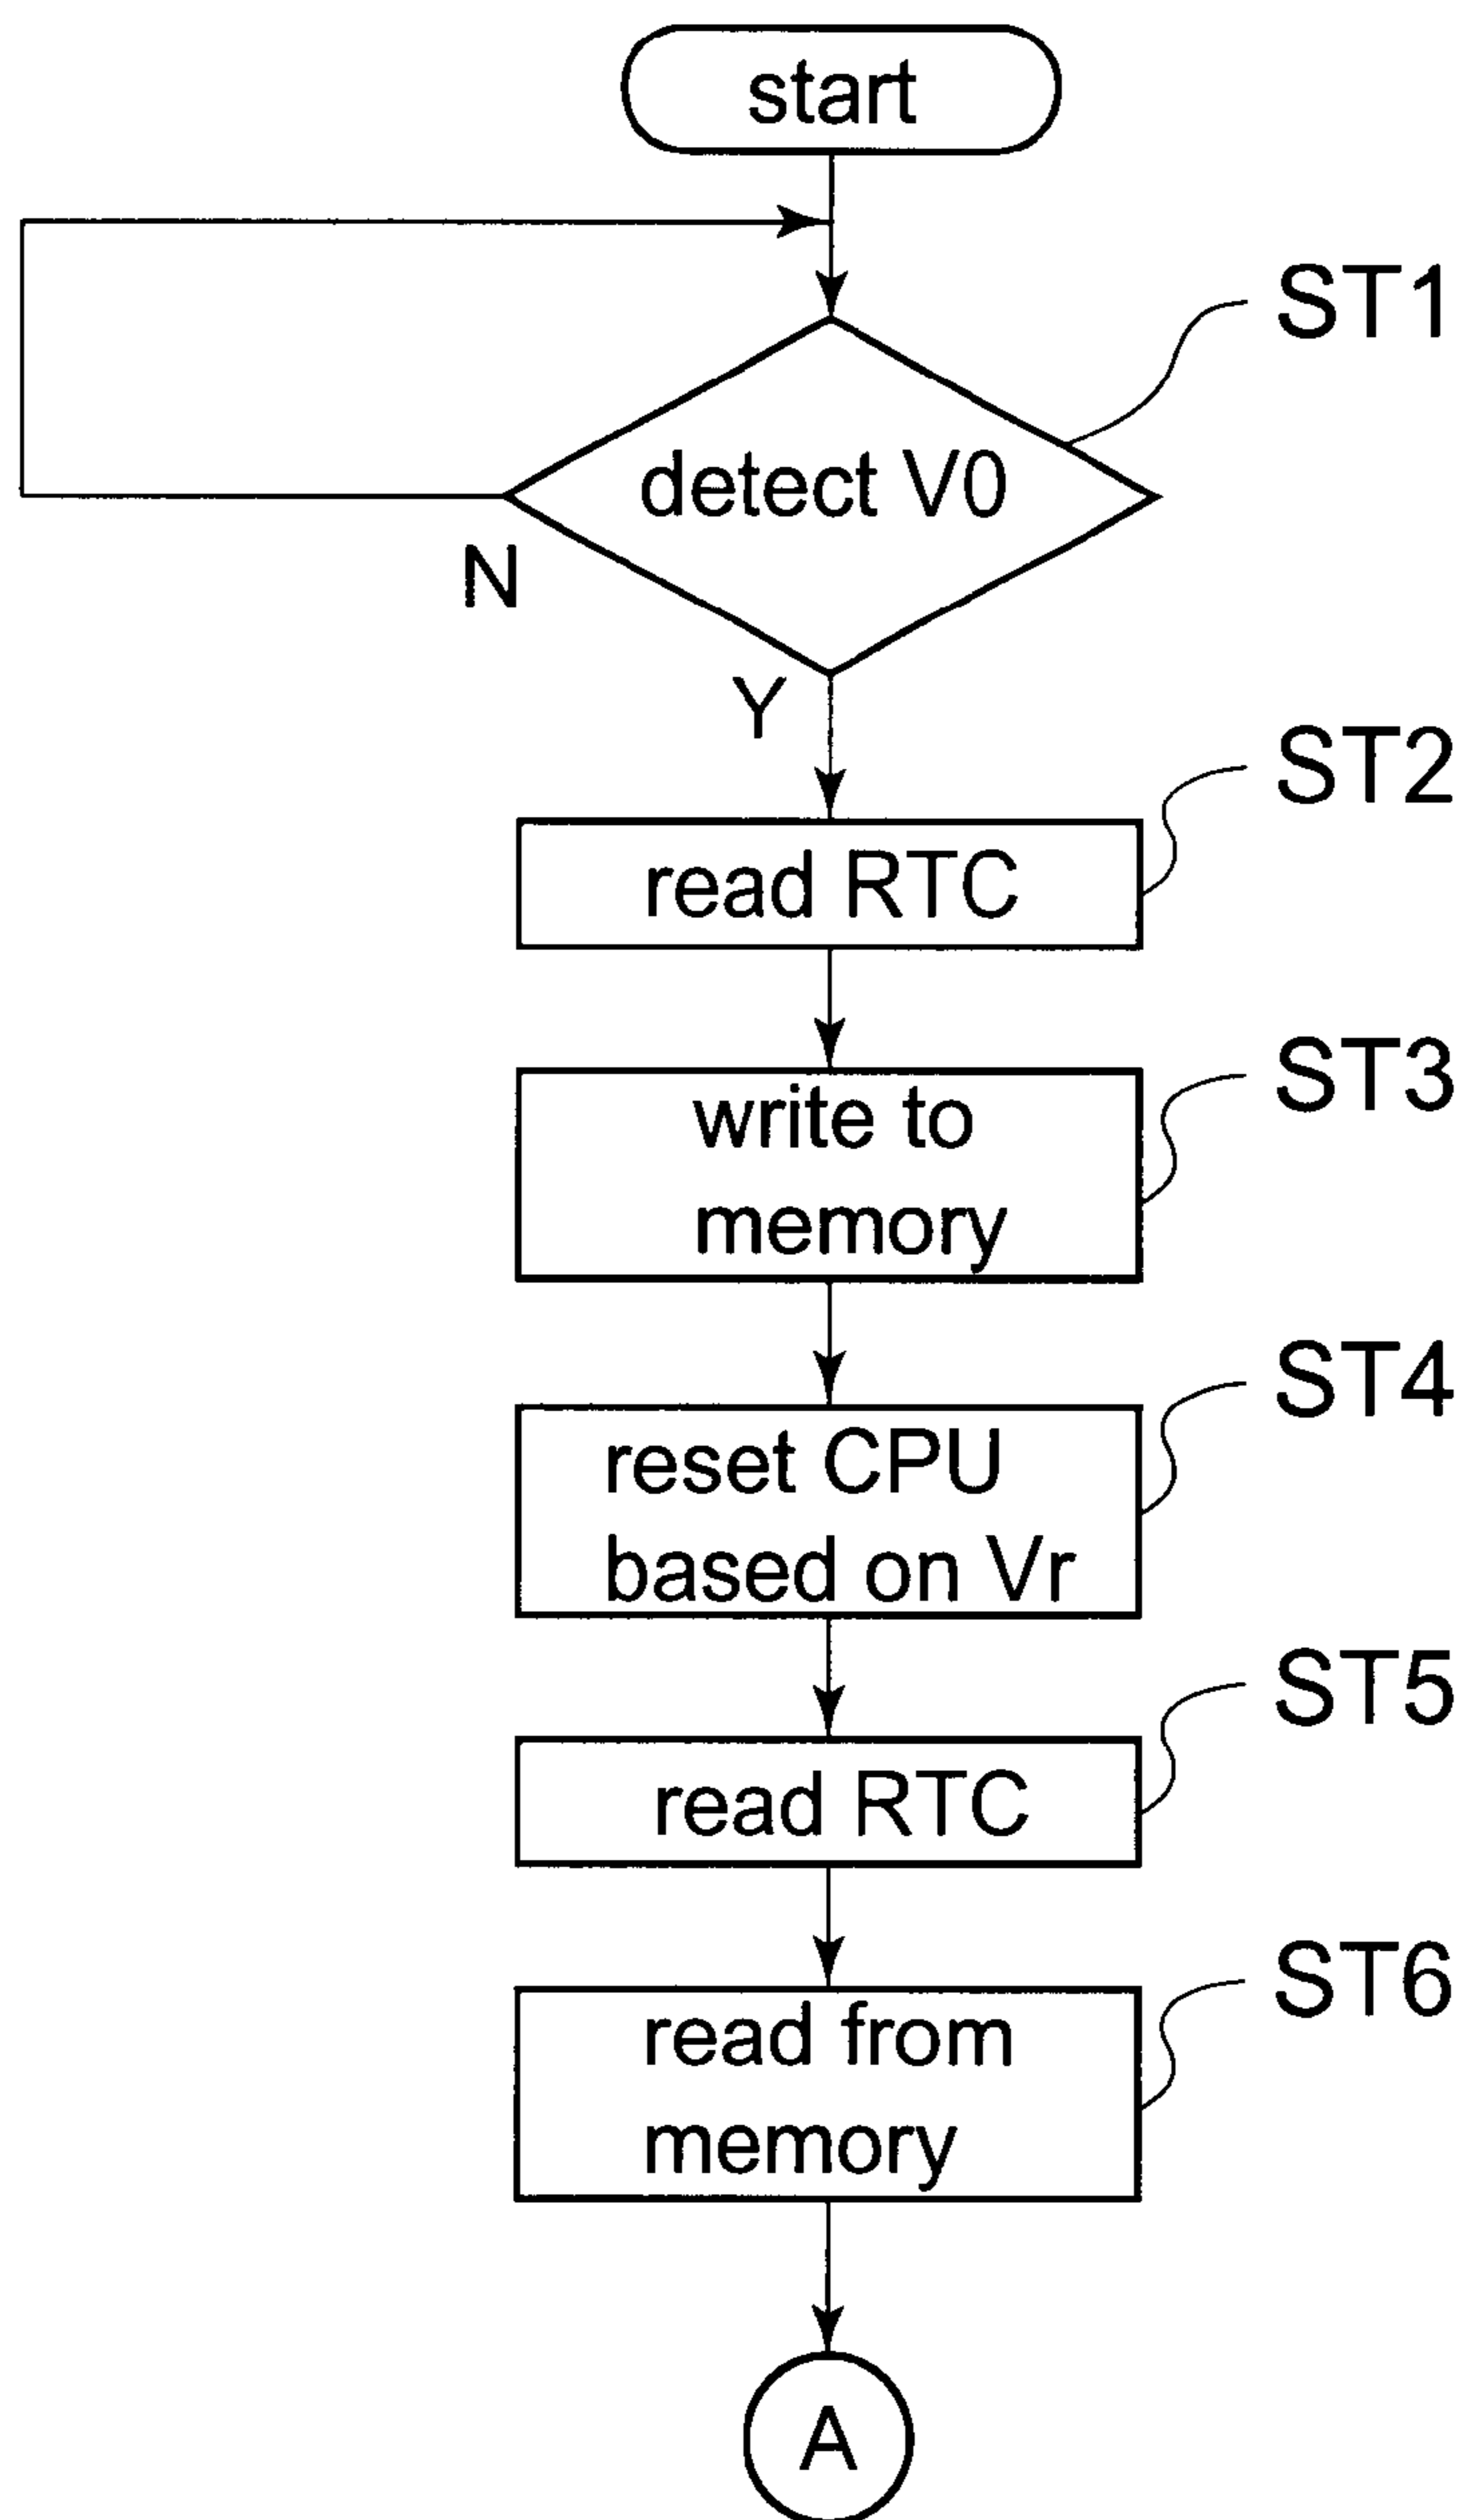 start
ST1
detect V0
N
Y
ST2
read RTC
ST3
write to
memory
ST4
reset CPU
based on Vr
ST5
read RTC
ST6
read from
memory
A